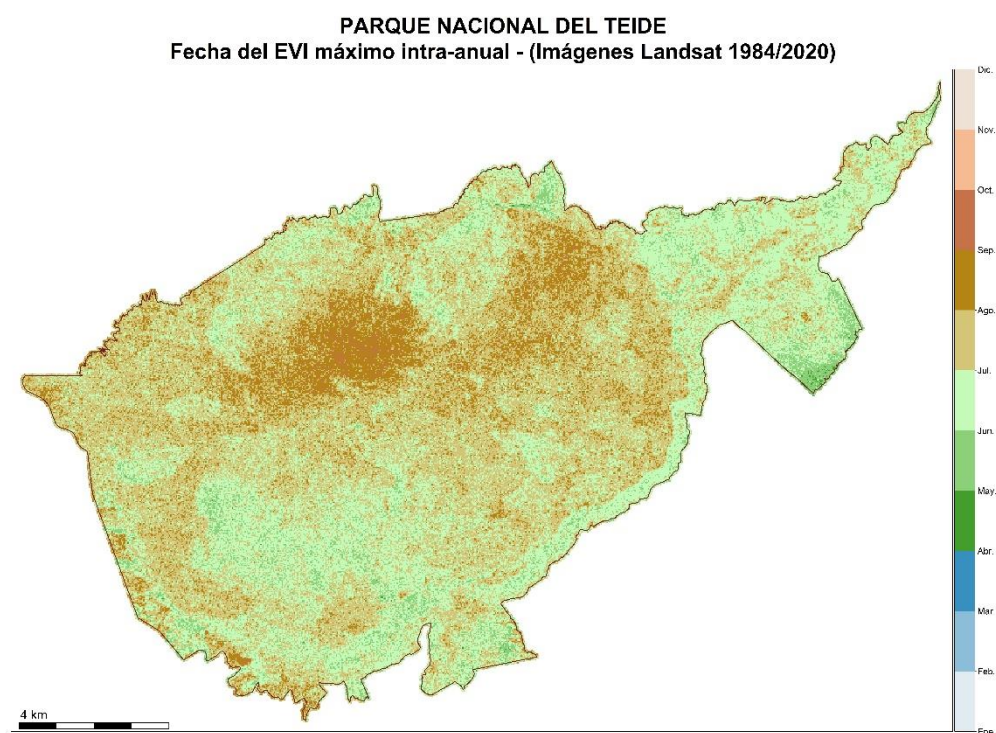 PARQUE NACIONAL DEL TEIDE
Fecha del EVI máximo intra-anual - (Imágenes Landsat 1984/2020)
Dic.
Nov.
Oct.
Sep.
Ago.
Jul.
Jun.
May.
Abr.
Mar
Feb.
Ene
4 km